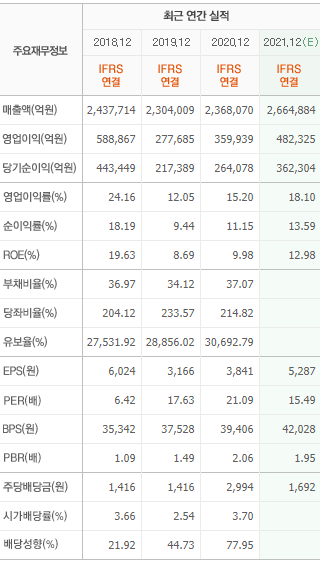 주요재무정보 최근 연간 실적
2018.12 2019.12 2020.12 2021.12(E)
IFRS IFRS IFRS IFRS
연결 연결 연결 연결
매출액(억원) 2,437,714 2,304,009 2,368,070 2,664,884
영업이익(억원) 588,867 277,685 359,939 482,325
당기순이익(억원) 443,449 217,389 264,078 362,304
영업이익률(%) 24.16 12.05 15.20 18.10
순이익률(%) 18.19 9.44 11.15 13.59
ROE(%) 19.63 8.69 9.98 12.98
부채비율(%) 36.97 34.12 37.07
당좌비율(%) 204.12 233.57 214.82
유보율(%) 27,531.92 28,856.02 30,692.79
EPS(원) 6,024 3,166 3,841 5,287
PER(배) 6.42 17.63 21.09 15.49
BPS(원) 35,342 37,528 39,406 42,028
PBR(배) 1.09 1.49 2.06 1.95
주당배당금(원) 1,416 1,416 2,994 1,692
시가배당률(%) 3.66 2.54 3.70
배당성향(%) 21.92 44.73 77.95